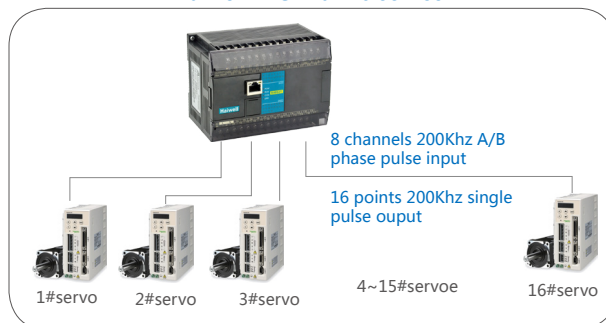 Haiwell
8 channels 200Khz A/B
phase pulse input
16 points 200Khz single
pulse ouput
1#servo
2#servo
3#servo
4~15#servoe
16#servo